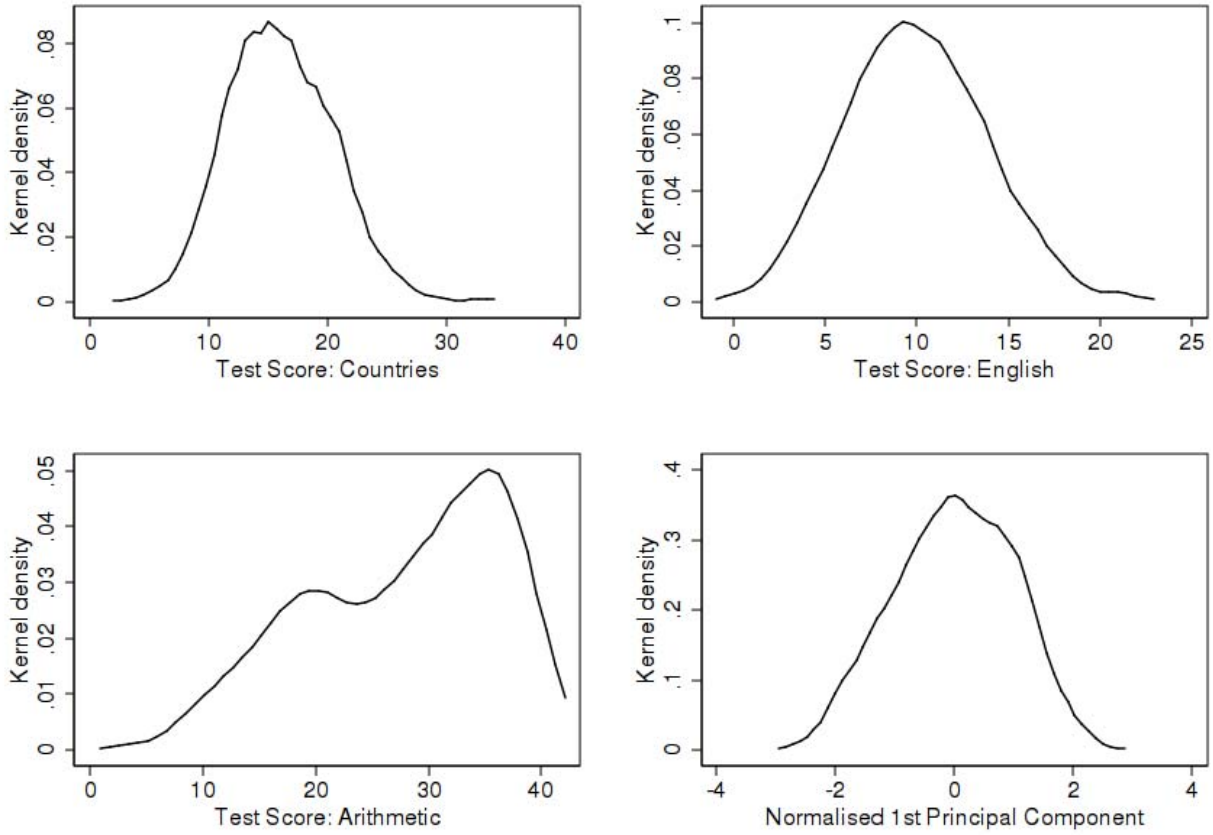 Kernel density
0 .02 .04 .06 .08
0 10 20 30 40
Test Score: Countries
Kernel density
0 .02 .04 .06 .08 .1
0 5 10 15 20 25
Test Score: English
Kernel density
0 .01 .02 .03 .04 .05
0 10 20 30 40
Test Score: Arithmetic
Kernel density
0 .1 .2 .3 .4
-4 -2 0 2 4
Normalised 1st Principal Component